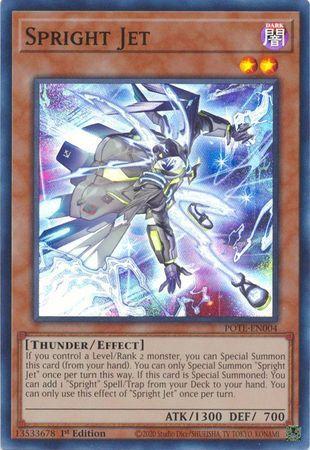 Spright Jet
DARK
闇
POTE-EN004
[Thunder/Effect]
If you control a Level/Rank 2 monster, you can Special Summon
this card (from your hand). You can only Special Summon "Spright
Jet" once per turn this way. If this card is Special Summoned: You
can add 1 "Spright" Spell/Trap from your Deck to your hand. You
can only use this effect of "Spright Jet" once per turn.
ATK/1300 DEF/ 700
13533678 1st Edition ©2020 Studio Dice/SHUEISHA, TV TOKYO, KONAMI